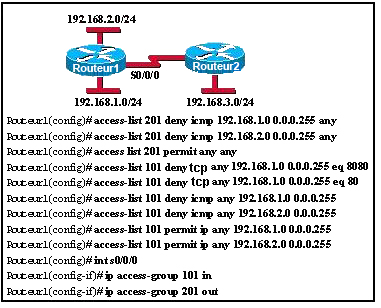 192.168.2.0/24
Routeur1
Routeur2
S0/0/0
192.168.1.0/24
192.168.3.0/24
Routeur1(config)# access-list 201 deny icmp 192.168.1.0 0.0.0.255 any
Routeur1(config)# access-list 201 deny icmp 192.168.2.0 0.0.0.255 any
Routeur1(config)# access list 201 permit any any
Routeur1(config)# access-list 101 deny tcp any 192.168.1.0 0.0.0.255 eq 8080
Routeur1(config)# access-list 101 deny tcp any 192.168.1.0 0.0.0.255 eq 80
Routeur1(config)# access-list 101 deny icmp any 192.168.1.0 0.0.0.255
Routeur1(config)# access-list 101 deny icmp any 192.168.2.0 0.0.0.255
Routeur1(config)# access-list 101 permit ip any 192.168.1.0 0.0.0.255
Routeur1(config)# access-list 101 permit ip any 192.168.2.0 0.0.0.255
Routeur1(config)# int s0/0/0
Routeur1(config-if)# ip access-group 101 in
Routeur1(config-if)# ip access-group 201 out